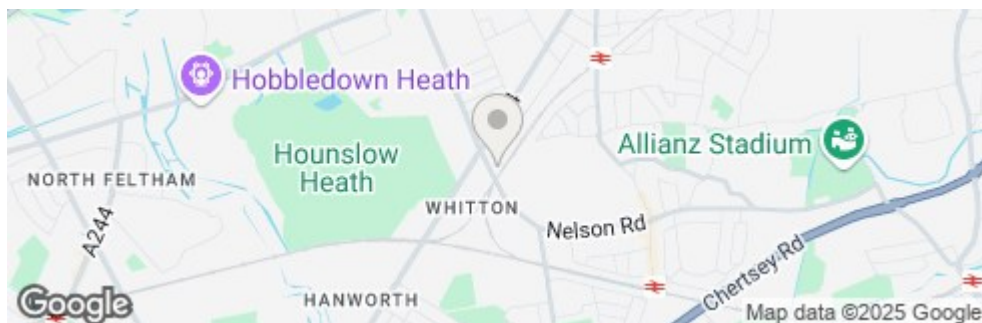 Hobbledown Heath
Hounslow
Heath
Allianz Stadium
NORTH FELTHAM
A244
WHITTON
Nelson Rd
Chertsey Rd
HANWORTH
Google
Map data ©2025 Google